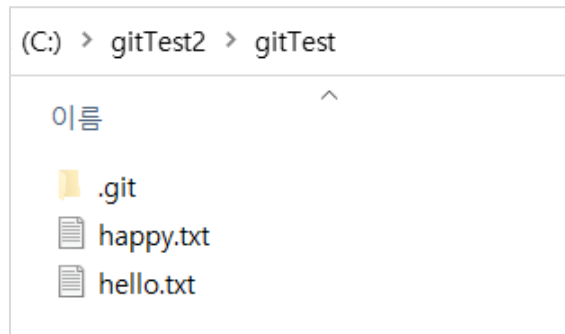 (C:) > gitTest2 > gitTest
이름
.git
happy.txt
hello.txt